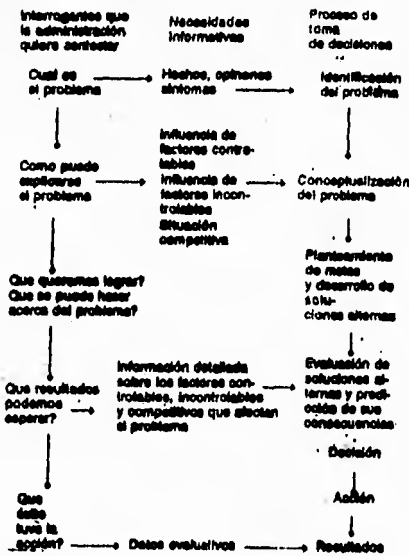 Interrogantes que
la administración
quiere contestar
Necesidades
informativas
Proceso de
toma
de decisiones
Cual es
el problema
Hechos, opiniones
síntomas
Identificación
del problema
Como puede
explicarse
el problema
Influencia de
factores contro-
lables
Influencia de
factores incon-
trolables
Situación
competitiva
Conceptualización
del problema
Que queremos lograr?
Que se puede hacer
acerca del problema?
Planteamiento
de metas
y desarrollo de
solu-
ciones alternas
Que resultados
podemos
esperar?
Información detallada
sobre los factores con-
trolables, incontrolables
y competitivos que afectan
el problema
Evaluación de
soluciones al-
ternas y predi-
cción de sus
consecuencias
Decisión
Acción
Que
éxito
tuvo la
acción?
Datos evaluativos
Resultados